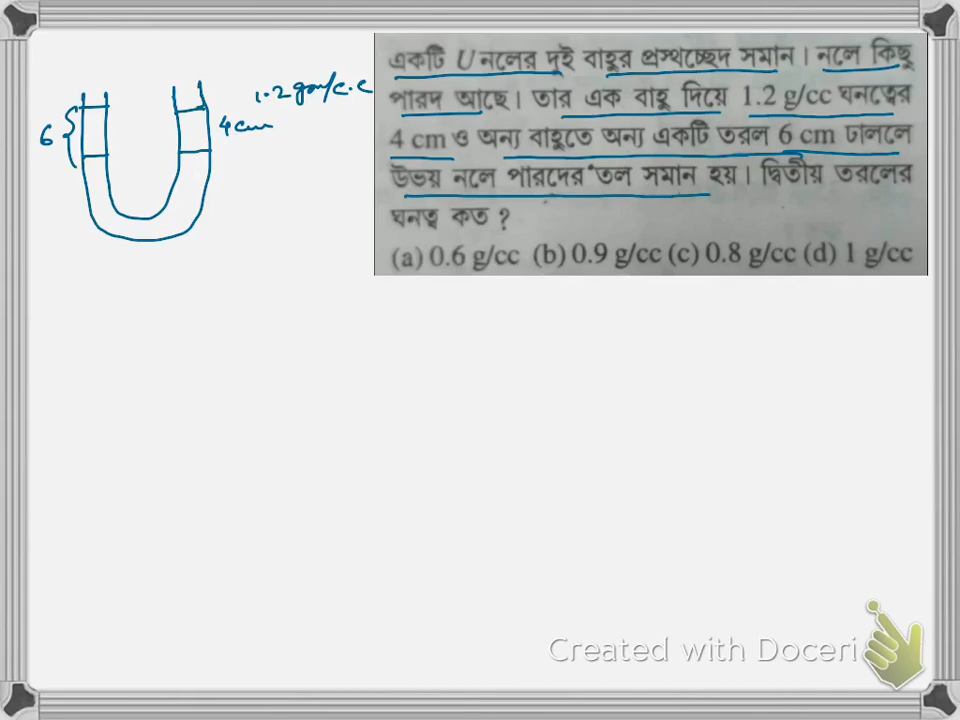 একটি U নলের দুই বাহুর প্রস্থচ্ছেদ সমান। নলে কিছু
পারদ আছে। তার এক বাহু দিয়ে 1.2 g/cc ঘনত্বের
4 cm ও অন্য বাহুতে অন্য একটি তরল 6 cm ঢাললে
উভয় নলে পারদের তল সমান হয়। দ্বিতীয় তরলের
ঘনত্ব কত ?
(a) 0.6 g/cc (b) 0.9 g/cc (c) 0.8 g/cc (d) 1 g/cc
1.2 gm/c.c
6
4 cm
Created with Doceri